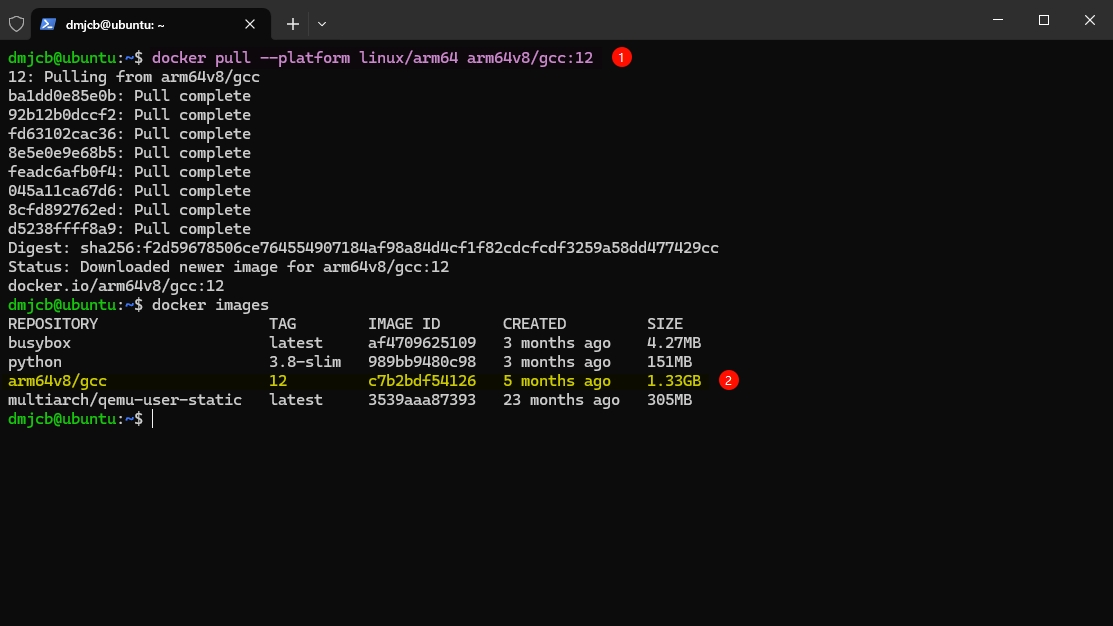 dmjcb@ubuntu: ~
dmjcb@ubuntu:~$ docker pull --platform linux/arm64 arm64v8/gcc:12 1
12: Pulling from arm64v8/gcc
ba1dd0e85e0b: Pull complete
92b12b0dccf2: Pull complete
fd63102cac36: Pull complete
8e5e0e9e68b5: Pull complete
feadc6afb0f4: Pull complete
045a11ca67d6: Pull complete
8cfd892762ed: Pull complete
d5238ffff8a9: Pull complete
Digest: sha256:f2d59678506ce764554907184af98a84d4cf1f82cdcfcdf3259a58dd477429cc
Status: Downloaded newer image for arm64v8/gcc:12
docker.io/arm64v8/gcc:12
dmjcb@ubuntu:~$ docker images
REPOSITORY TAG IMAGE ID CREATED SIZE
busybox latest af4709625109 3 months ago 4.27MB
python 3.8-slim 989bb9480c98 3 months ago 151MB
arm64v8/gcc 12 c7b2bdf54126 5 months ago 1.33GB 2
multiarch/qemu-user-static latest 3539aaa87393 23 months ago 305MB
dmjcb@ubuntu:~$